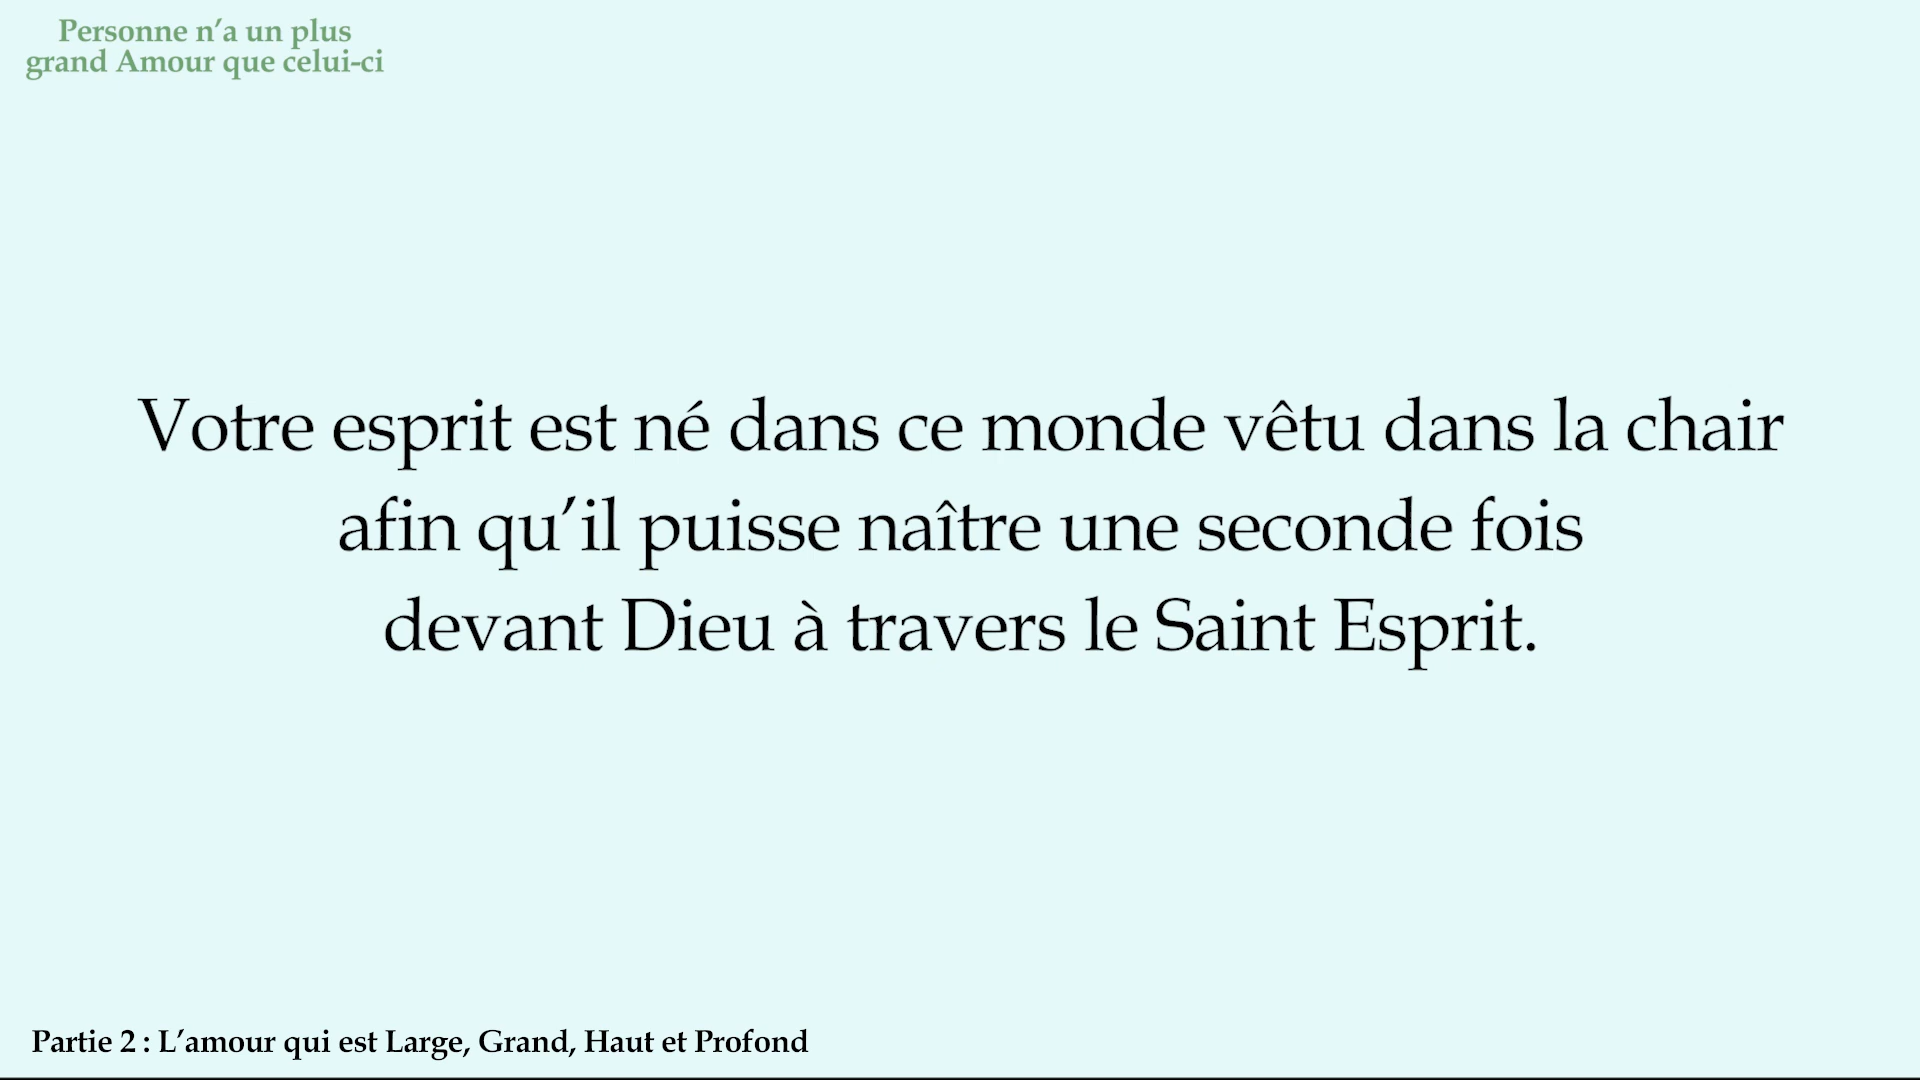 Personne n’a un plus
grand Amour que celui-ci
Votre esprit est né dans ce monde vêtu dans la chair
afin qu’il puisse naître une seconde fois
devant Dieu à travers le Saint Esprit.
Partie 2 : L’amour qui est Large, Grand, Haut et Profond